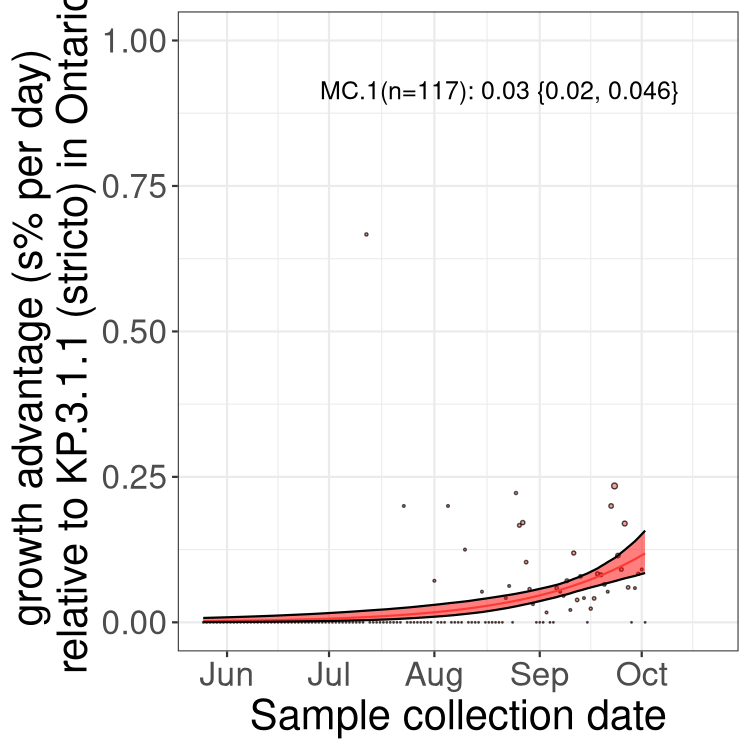 growth advantage (s% per day)
relative to KP.3.1.1 (stricto) in Ontario
1.00
0.75
0.50
0.25
0.00
MC.1(n=117): 0.03 {0.02, 0.046}
Jun Jul Aug Sep Oct
Sample collection date